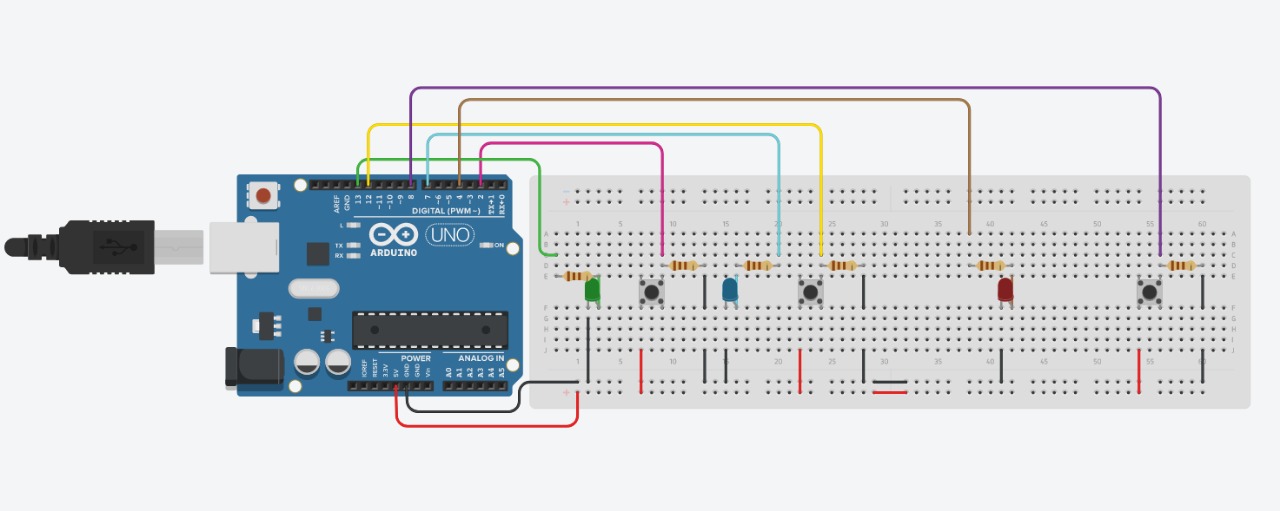 AREF
GND
13
12
~11
~10
~9
8
7
~6
~5
4
~3
2
TX→1
RX←0
DIGITAL (PWM ~)
L
TX
RX
ARDUINO
UNO
ON
IOREF
RESET
3.3V
5V
GND
GND
Vin
POWER
ANALOG IN
A0
A1
A2
A3
A4
A5
1 5 10 15 20 25 30 35 40 45 50 55 60
A A
B B
C C
D D
E E
F F
G G
H H
I I
J J
1 5 10 15 20 25 30 35 40 45 50 55 60